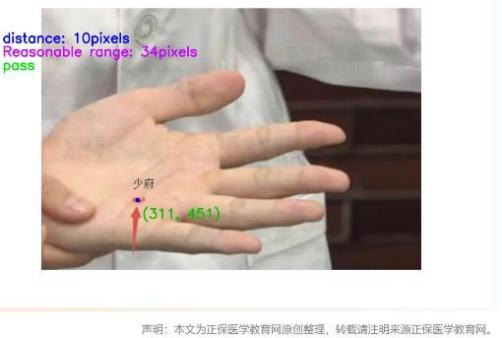 distance: 10pixels
Reasonable range: 34pixels
pass
少府
(311, 451)
声明：本文为正保医学教育网原创整理，转载请注明来源正保医学教育网。